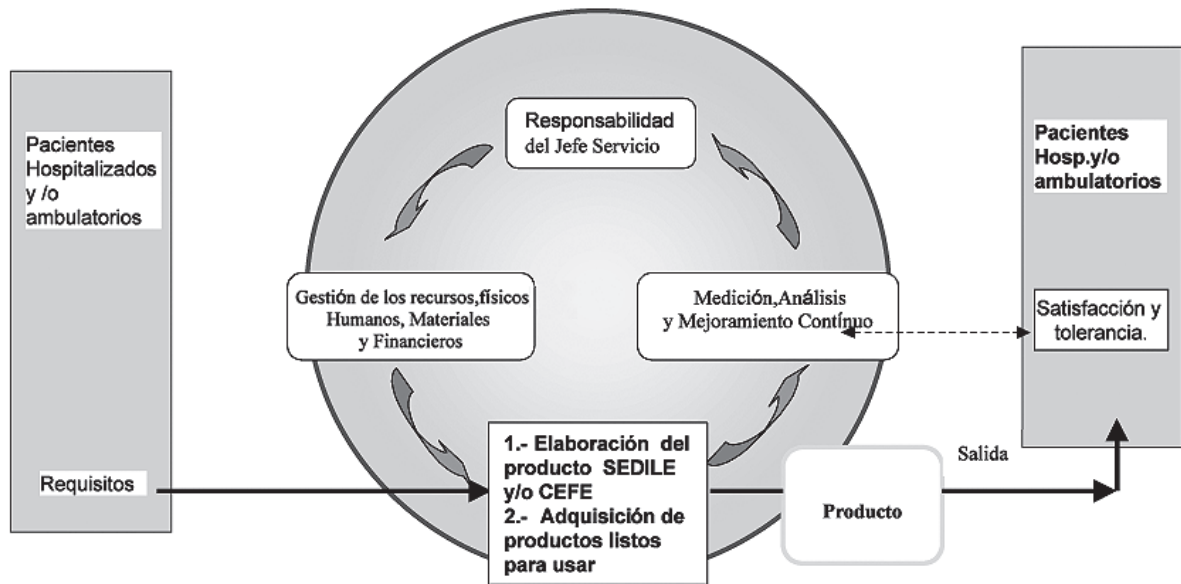 Pacientes
Hospitalizados
y /o
ambulatorios
Requisitos
Responsabilidad
del Jefe Servicio
Gestión de los recursos,físicos
Humanos, Materiales
y Financieros
Medición,Análisis
y Mejoramiento Contínuo
1.- Elaboración del
producto SEDILE
y/o CEFE
2.- Adquisición de
productos listos
para usar
Producto
Salida
Pacientes
Hosp.y/o
ambulatorios
Satisfacción y
tolerancia.